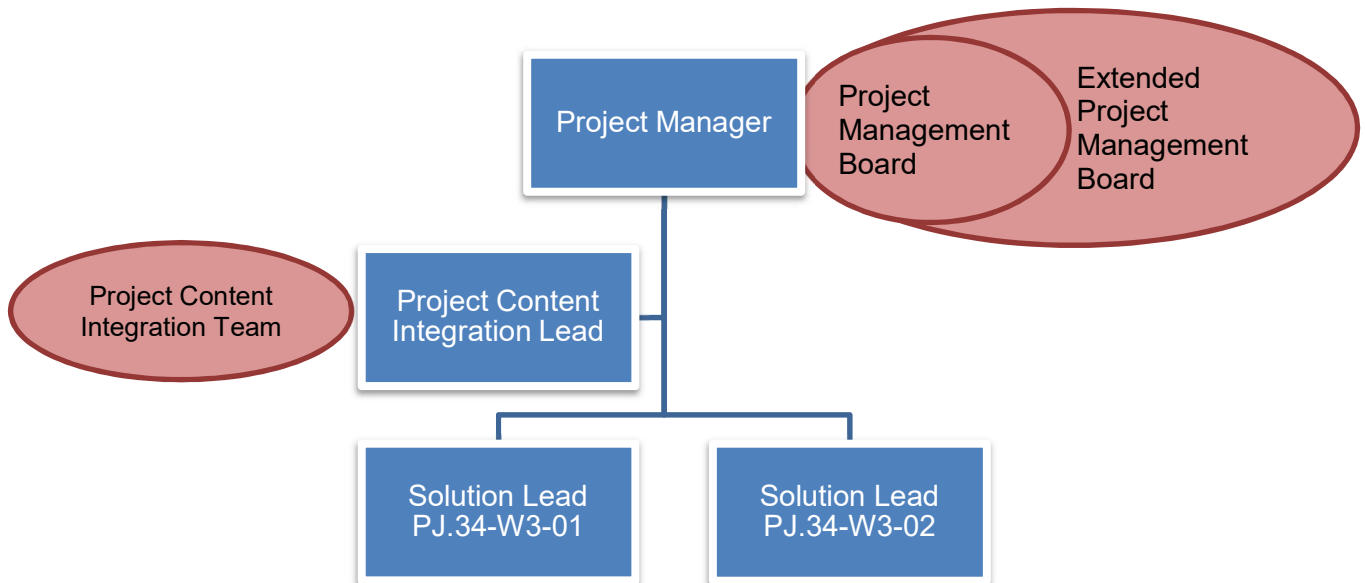 Project Manager
Project
Management
Board
Extended
Project
Management
Board
Project Content
Integration Team
Project Content
Integration Lead
Solution Lead
PJ.34-W3-01
Solution Lead
PJ.34-W3-02